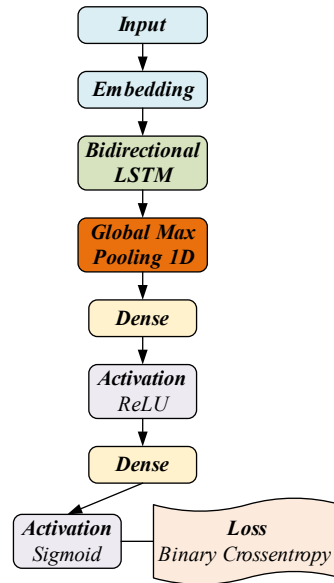 Input
Embedding
Bidirectional
LSTM
Global Max
Pooling 1D
Dense
Activation
ReLU
Dense
Activation
Sigmoid
Loss
Binary Crossentropy